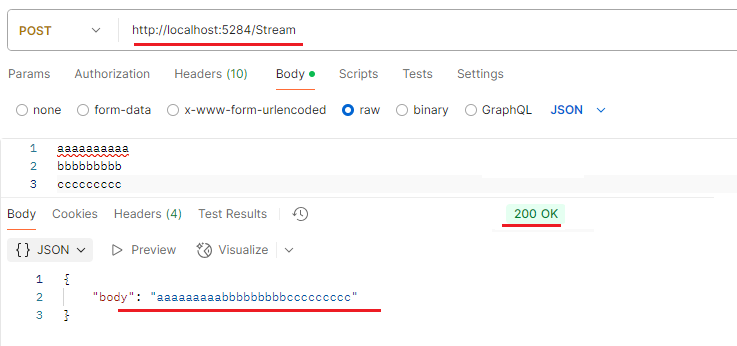 POST http://localhost:5284/Stream
Params Authorization Headers (10) Body Scripts Tests Settings
none form-data x-www-form-urlencoded raw binary GraphQL JSON
1 aaaaaaaaaa
2 bbbbbbbbb
3 ccccccccc
Body Cookies Headers (4) Test Results 200 OK
{} JSON Preview Visualize
1 {
2 "body": "aaaaaaaaabbbbbbbbbccccccccc"
3 }